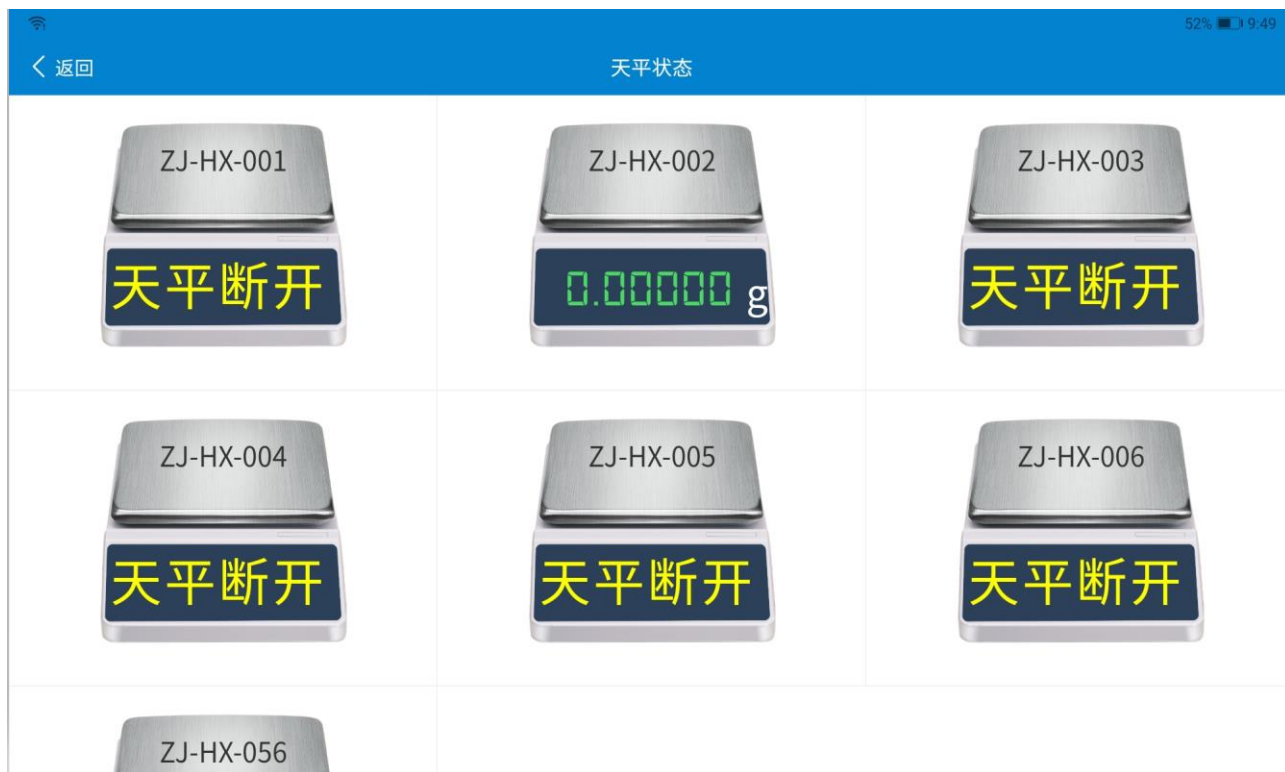 52% 9:49
返回 天平状态
ZJ-HX-001 ZJ-HX-002 ZJ-HX-003
天平断开 0.00000 g 天平断开
ZJ-HX-004 ZJ-HX-005 ZJ-HX-006
天平断开 天平断开 天平断开
ZJ-HX-056